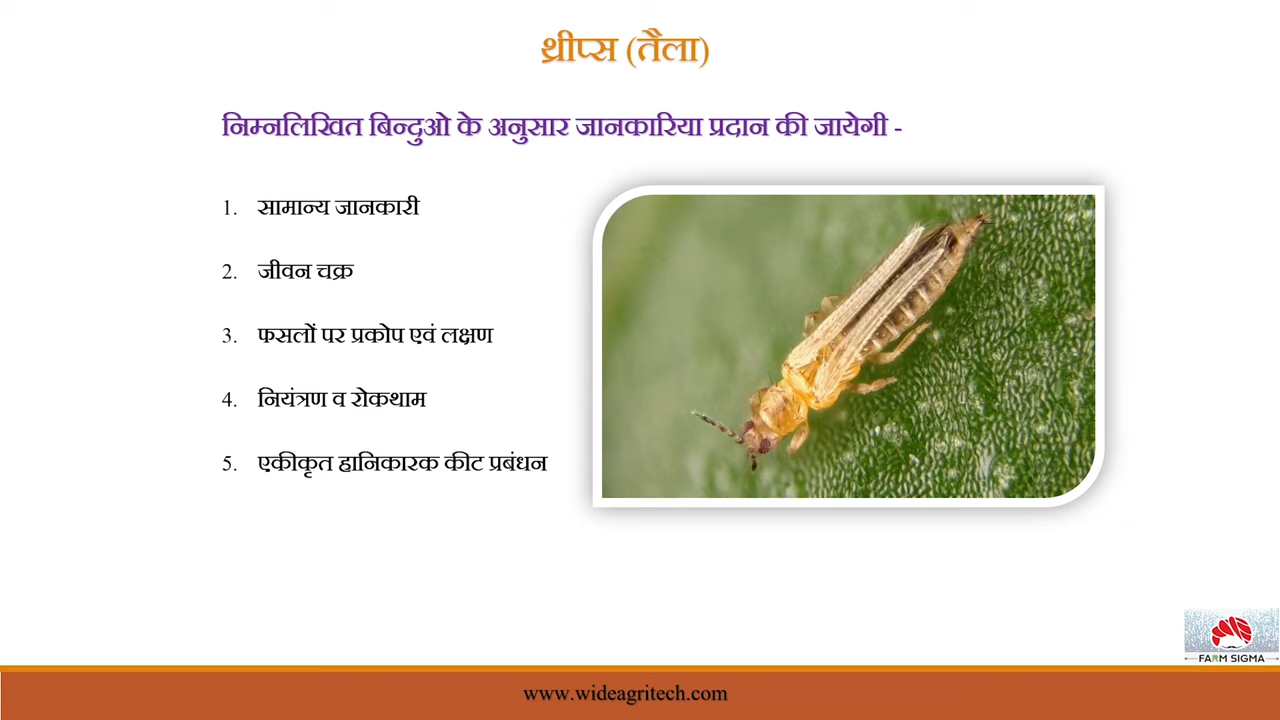 थ्रीप्स (तैला)
निम्नलिखित बिन्दुओ के अनुसार जानकारिया प्रदान की जायेगी -
1. सामान्य जानकारी
2. जीवन चक्र
3. फसलों पर प्रकोप एवं लक्षण
4. नियंत्रण व रोकथाम
5. एकीकृत हानिकारक कीट प्रबंधन
FARM SIGMA
www.wideagritech.com